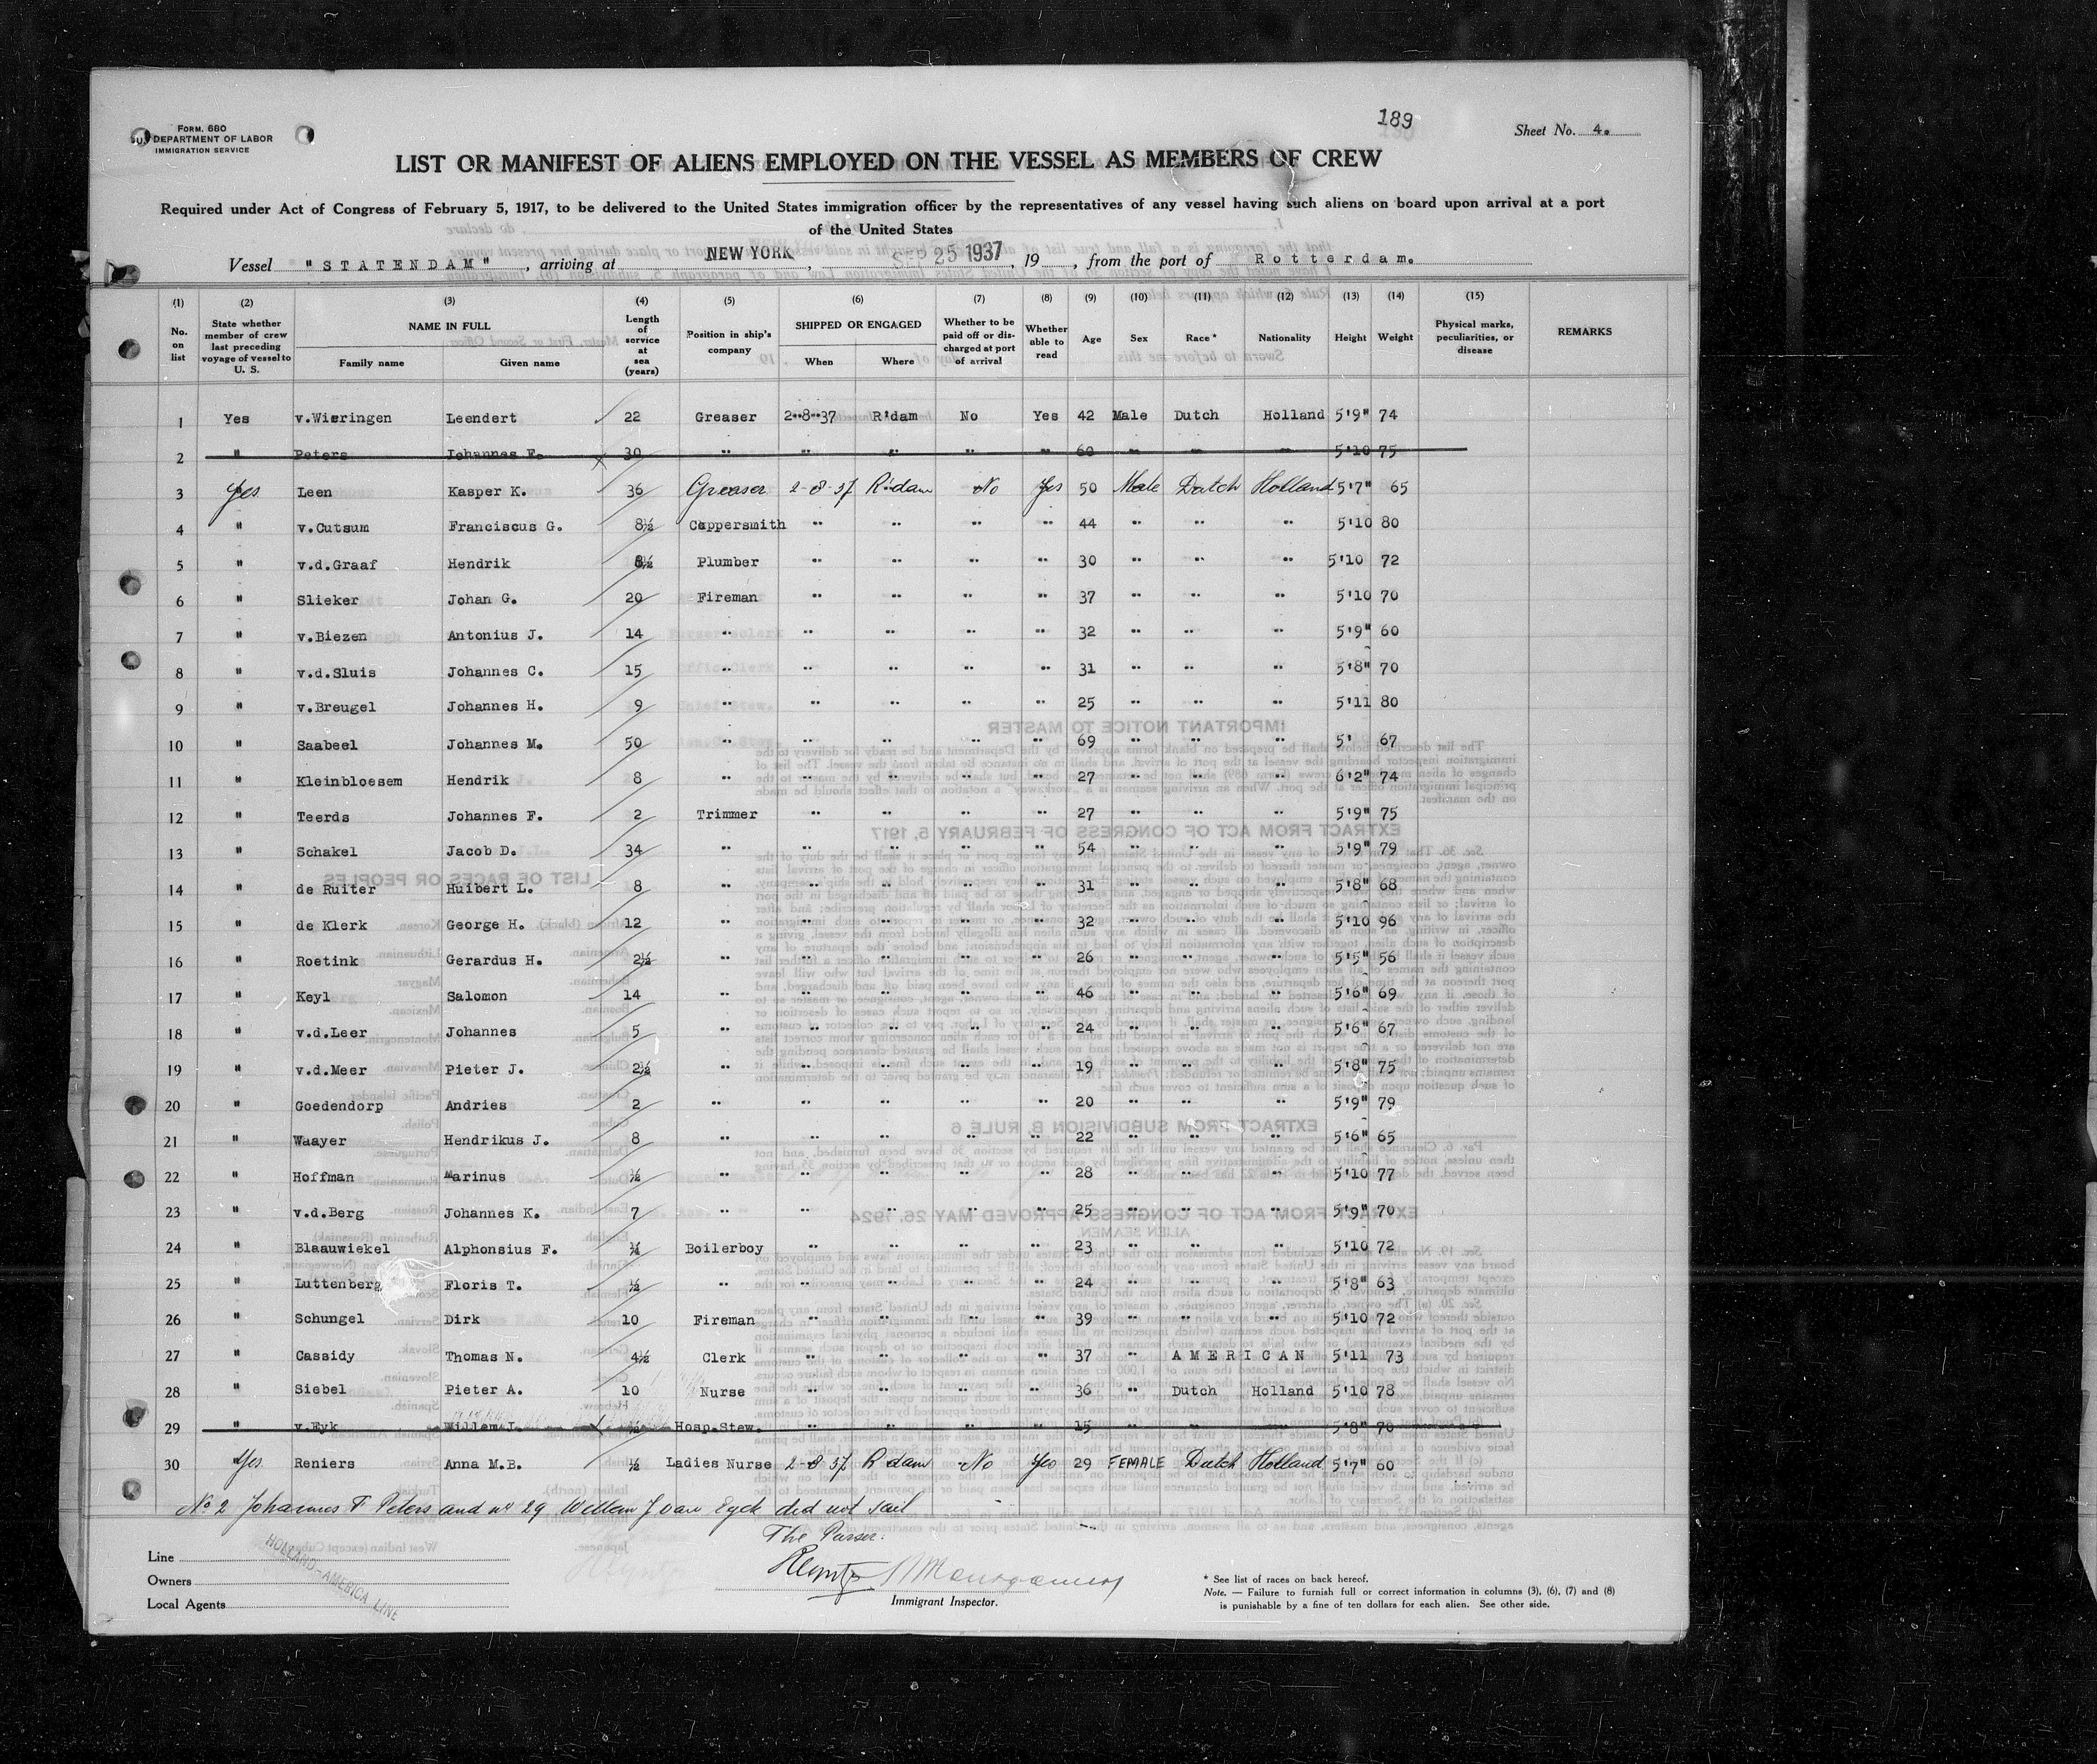 189
Sheet No. 4.
FORM. 680
U.S. DEPARTMENT OF LABOR
IMMIGRATION SERVICE
LIST OR MANIFEST OF ALIENS EMPLOYED ON THE VESSEL AS MEMBERS OF CREW
Required under Act of Congress of February 5, 1917, to be delivered to the United States immigration officer by the representatives of any vessel having such aliens on board upon arrival at a port
of the United States
Vessel "STATENDAM", arriving at NEW YORK, SEP 25 1937, 19 , from the port of Rotterdam.
(1) (2) (3) (4) (5) (6) (7) (8) (9) (10) (11) (12) (13) (14) (15)
No. on list | State whether member of crew last preceding voyage of vessel to U. S. | NAME IN FULL | Family name | Given name | Length of service at sea (years) | Position in ship's company | SHIPPED OR ENGAGED | When | Where | Whether to be paid off or discharged at port of arrival | Whether able to read | Age | Sex | Race* | Nationality | Height | Weight | Physical marks, peculiarities, or disease | REMARKS
1 Yes v.Wieringen Leendert 22 Greaser 2-8-37 R'dam No Yes 42 Male Dutch Holland 5'9" 74
2 " Peters Johannes F. 30 " " " " " 60 " " " 5'10 75
3 Yes Leen Kasper K. 36 Greaser 2-8-37 R'dam No Yes 50 Male Dutch Holland 5'7" 65
4 " v.Cutsum Franciscus G. 8½ Coppersmith " " " " 44 " " " 5'10 80
5 " v.d.Graaf Hendrik 8½ Plumber " " " " 30 " " " 5'10 72
6 " Slieker Johan G. 20 Fireman " " " " 37 " " " 5'10 70
7 " v.Biezen Antonius J. 14 " " " " " 32 " " " 5'9" 60
8 " v.d.Sluis Johannes C. 15 " " " " " 31 " " " 5'8" 70
9 " v.Breugel Johannes H. 9 " " " " " 25 " " " 5'11 80
10 " Saabeel Johannes M. 50 " " " " " 69 " " " 5' 67
11 " Kleinbloesem Hendrik 8 " " " " " 27 " " " 6'2" 74
12 " Teerds Johannes F. 2 Trimmer " " " " 27 " " " 5'9" 75
13 " Schakel Jacob D. 34 " " " " " 54 " " " 5'9" 79
14 " de Ruiter Huibert L. 8 " " " " " 31 " " " 5'8" 68
15 " de Klerk George H. 12 " " " " " 32 " " " 5'10 96
16 " Roetink Gerardus H. 2½ " " " " " 26 " " " 5'5" 56
17 " Keyl Salomon 14 " " " " " 46 " " " 5'6" 69
18 " v.d.Leer Johannes 5 " " " " " 24 " " " 5'6" 67
19 " v.d.Meer Pieter J. 2½ " " " " " 19 " " " 5'8" 75
20 " Goedendorp Andries 2 " " " " " 20 " " " 5'9" 79
21 " Waayer Hendrikus J. 8 " " " " " 22 " " " 5'6" 65
22 " Hoffman Marinus ½ " " " " " 28 " " " 5'10 77
23 " v.d.Berg Johannes K. 7 " " " " " 25 " " " 5'9" 70
24 " Blaauwiekel Alphonsius F. Boilerboy " " " " 23 " " " 5'10 72
25 " Luttenberg Floris T. ½ " " " " " 24 " " " 5'8" 63
26 " Schungel Dirk 10 Fireman " " " " 39 " " " 5'10 72
27 " Cassidy Thomas N. 4½ Clerk " " " " 37 " AMERICAN 5'11 73
28 " Siebel Pieter A. 10 Nurse " " " " 36 " Dutch Holland 5'10 78
29 " v.Eyk Willem J. ½ Hosp.Stew. " " " " 15 " " " 5'8" 70
30 Yes Reniers Anna M.B. ½ Ladies Nurse 2-8-37 R'dam No Yes 29 FEMALE Dutch Holland 5'7" 60
No 2 Johannes F Peters and no 29 Willem J van Eyck did not sail
The Purser:
Line
Owners
Local Agents
HOLLAND-AMERICA LINE
Immigrant Inspector.
* See list of races on back hereof.
Note. — Failure to furnish full or correct information in columns (3), (6), (7) and (8)
is punishable by a fine of ten dollars for each alien. See other side.